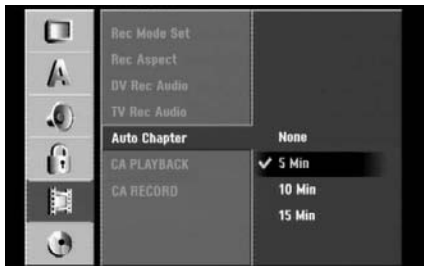 A
Rec Mode Set
Rec Aspect
DV Rec Audio
TV Rec Audio
Auto Chapter
CA PLAYBACK
CA RECORD
None
✓ 5 Min
10 Min
15 Min